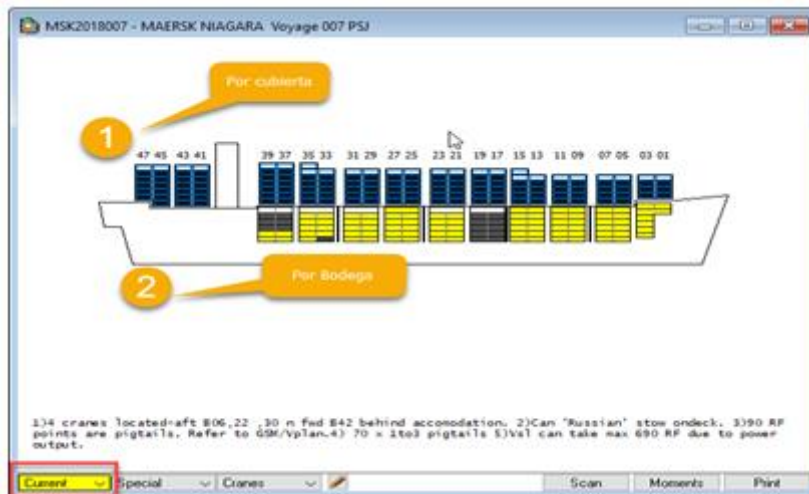 MSK2018007 - MAERSK NIAGARA Voyage 007 PSJ
Por cubierta
1
47 45 43 41 39 37 35 33 31 29 27 25 23 21 19 17 15 13 11 09 07 05 03 01
2
Por Bodega
1)4 cranes located-aft B06,22 ,30 n fwd B42 behind accomodation. 2)Can 'Russian' stow ondeck. 3)90 RF
points are pigtails. Refer to GSM/Vplan.4) 70 x 1to3 pigtails 5)Vsl can take max 690 RF due to power
output.
Current Special Cranes Scan Moments Print